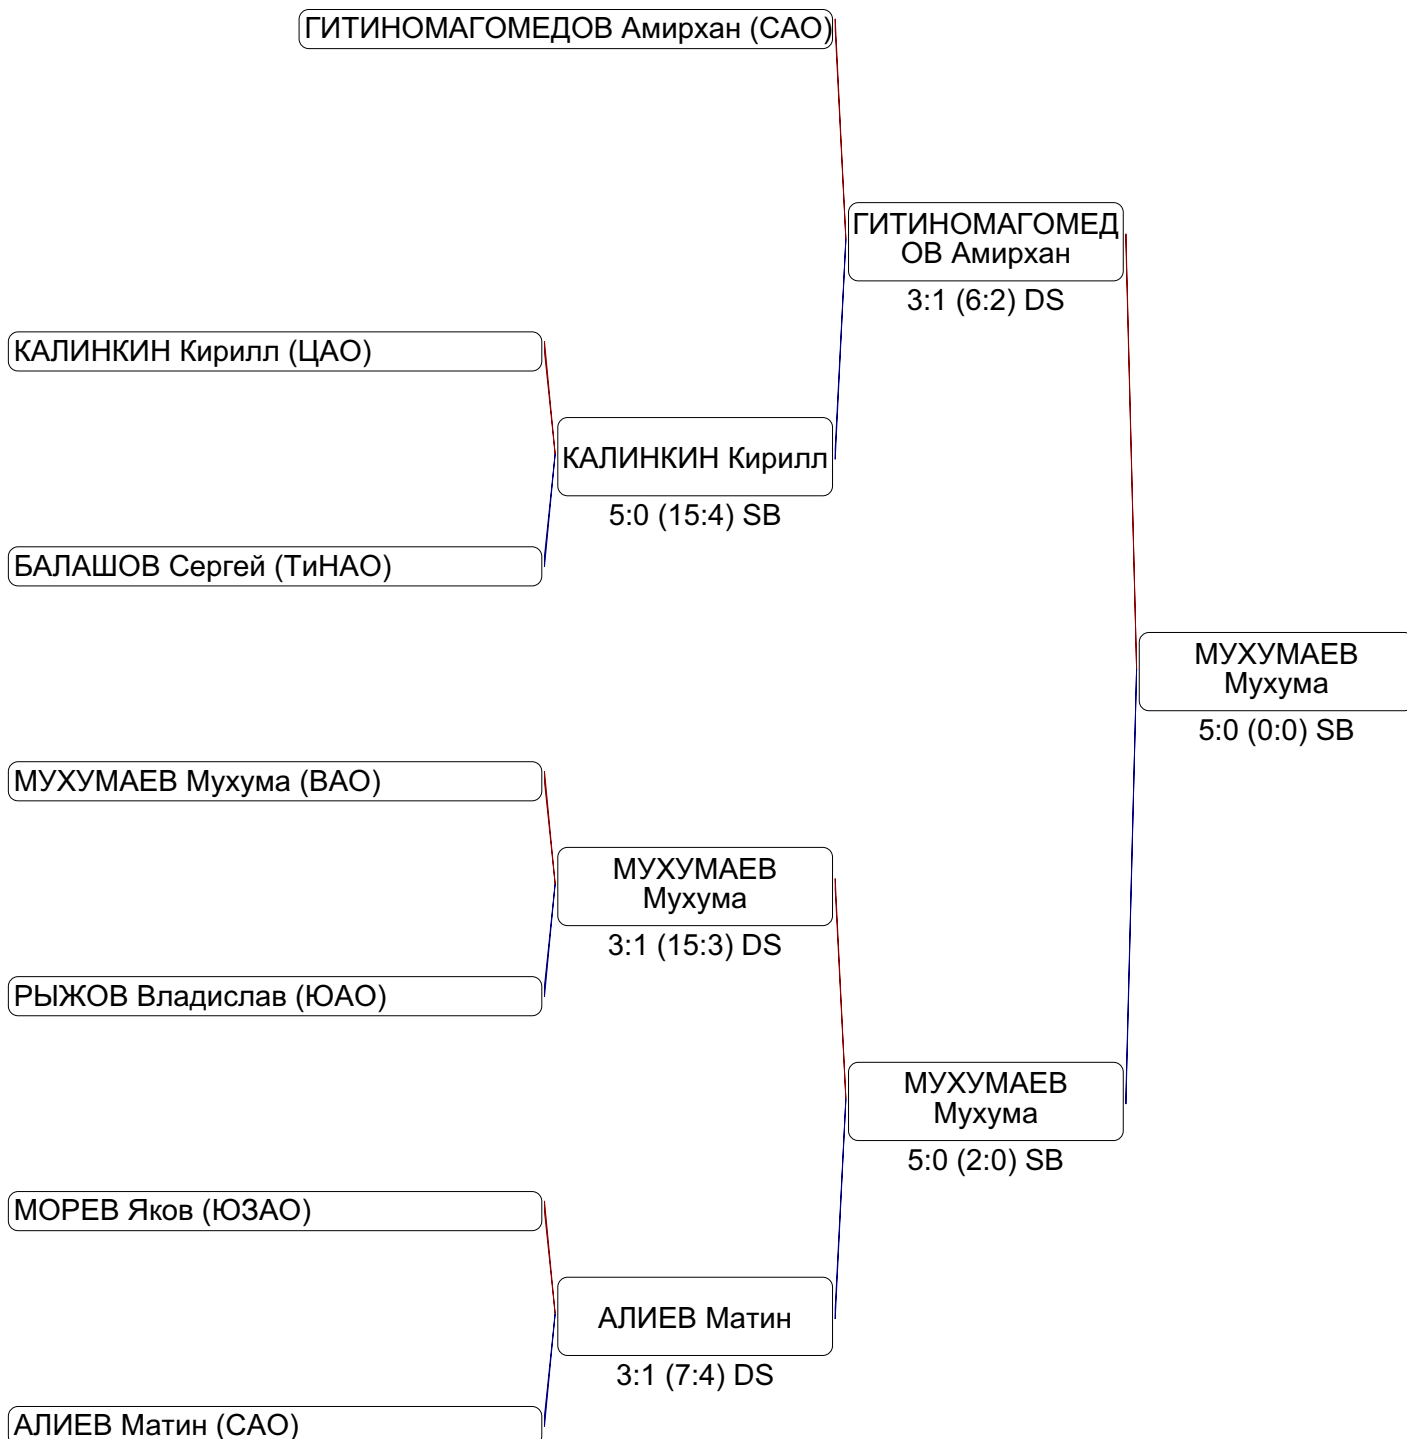 ГИТИНОМАГОМЕДОВ Амирхан (САО)
ГИТИНОМАГОМЕД
ОВ Амирхан
3:1 (6:2) DS
КАЛИНКИН Кирилл (ЦАО)
КАЛИНКИН Кирилл
5:0 (15:4) SB
БАЛАШОВ Сергей (ТиНАО)
МУХУМАЕВ
Мухума
5:0 (0:0) SB
МУХУМАЕВ Мухума (ВАО)
МУХУМАЕВ
Мухума
3:1 (15:3) DS
РЫЖОВ Владислав (ЮАО)
МУХУМАЕВ
Мухума
5:0 (2:0) SB
МОРЕВ Яков (ЮЗАО)
АЛИЕВ Матин
3:1 (7:4) DS
АЛИЕВ Матин (САО)